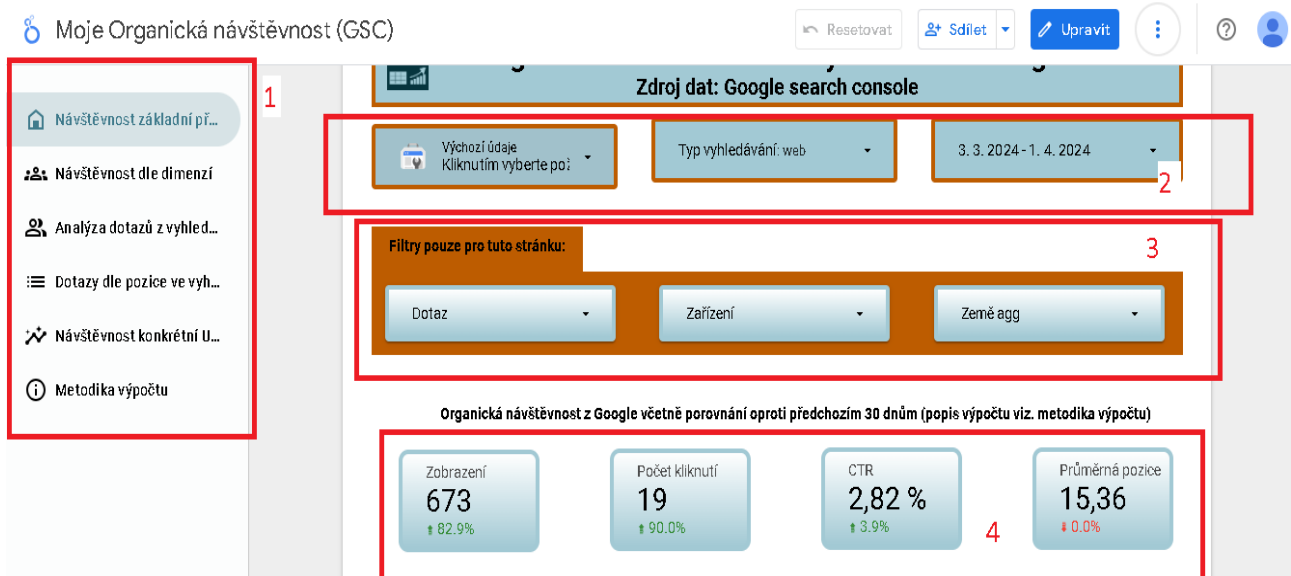 Moje Organická návštěvnost (GSC)
Resetovat
Sdílet
Upravit
1
Návštěvnost základní př...
Návštěvnost dle dimenzí
Analýza dotazů z vyhled...
Dotazy dle pozice ve vyh...
Návštěvnost konkrétní U...
Metodika výpočtu
Zdroj dat: Google search console
Výchozí údaje
Kliknutím vyberte
Typ vyhledávání: web
3. 3. 2024 - 1. 4. 2024
2
Filtry pouze pro tuto stránku:
3
Dotaz
Zařízení
Země agg
Organická návštěvnost z Google včetně porovnání oproti předchozím 30 dnům (popis výpočtu viz. metodika výpočtu)
Zobrazení
673
82.9%
Počet kliknutí
19
90.0%
CTR
2,82 %
3.9%
Průměrná pozice
15,36
0.0%
4